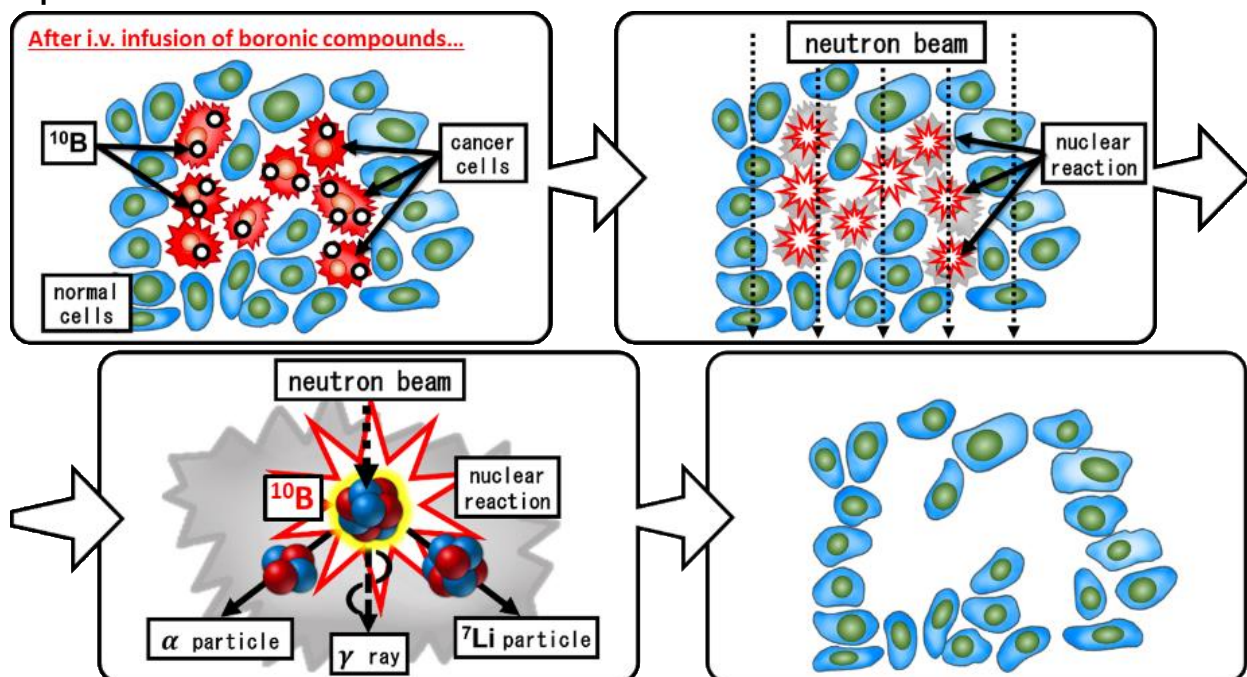 After i.v. infusion of boronic compounds...
¹⁰B
cancer
cells
normal
cells
neutron beam
nuclear
reaction
neutron beam
¹⁰B
nuclear
reaction
α particle
γ ray
⁷Li particle